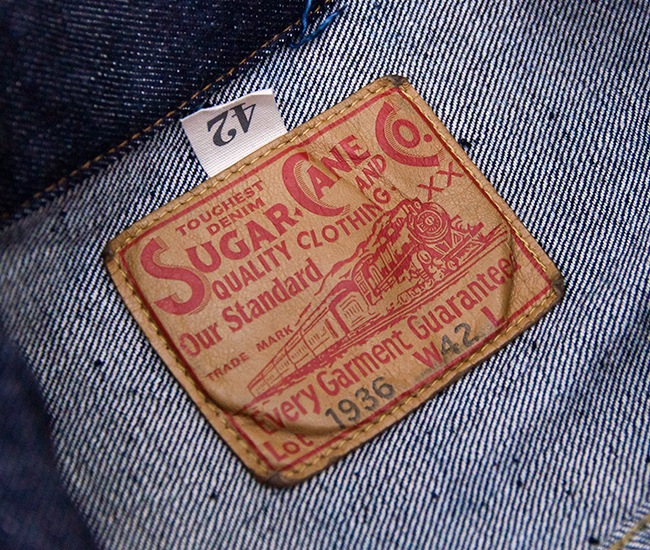 42
TOUGHEST
DENIM
SUGAR CANE AND CO.
QUALITY CLOTHING XX
Our Standard
TRADE MARK
Every Garment Guaranteed
Lot 1936 W 42 L